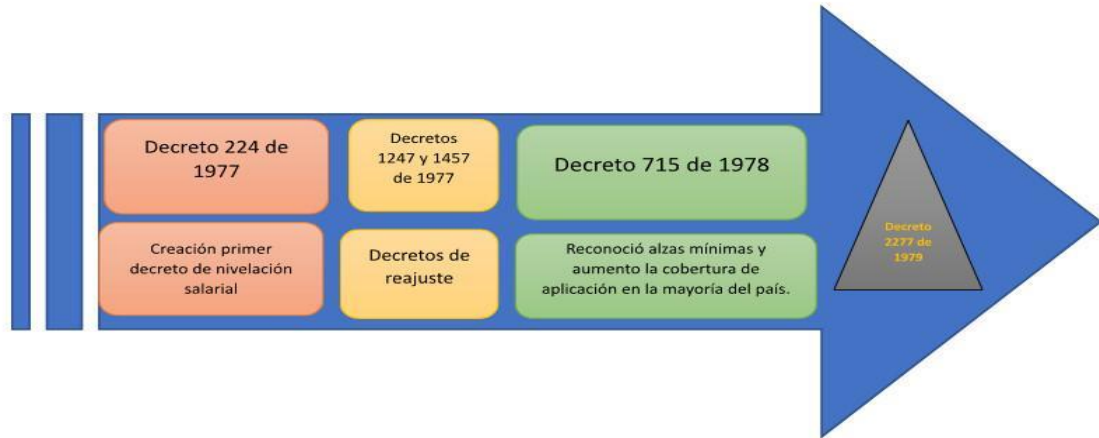 Decreto 224 de
1977
Creación primer
decreto de nivelación
salarial
Decretos
1247 y 1457
de 1977
Decretos de
reajuste
Decreto 715 de 1978
Reconoció alzas mínimas y
aumento la cobertura de
aplicación en la mayoría del país.
Decreto
2277 de
1979